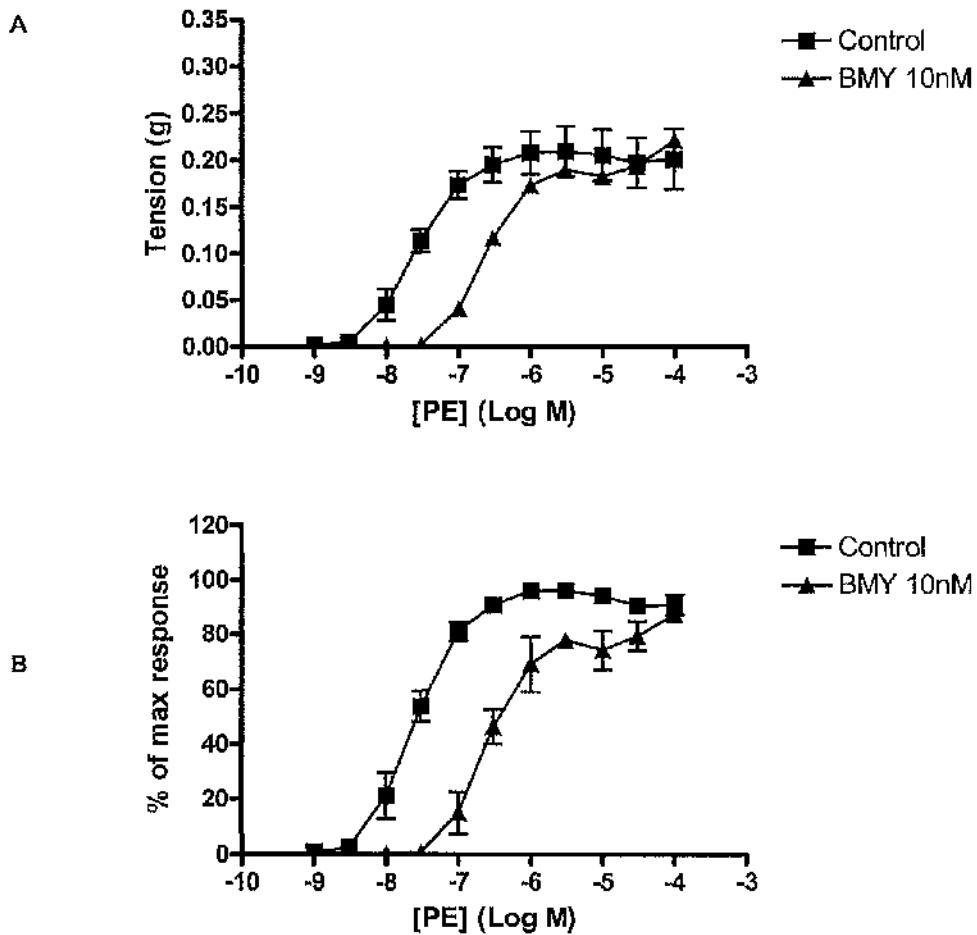 A
Tension (g)
0.35
0.30
0.25
0.20
0.15
0.10
0.05
0.00
-10 -9 -8 -7 -6 -5 -4 -3
[PE] (Log M)
Control
BMY 10nM
B
% of max response
120
100
80
60
40
20
0
-10 -9 -8 -7 -6 -5 -4 -3
[PE] (Log M)
Control
BMY 10nM